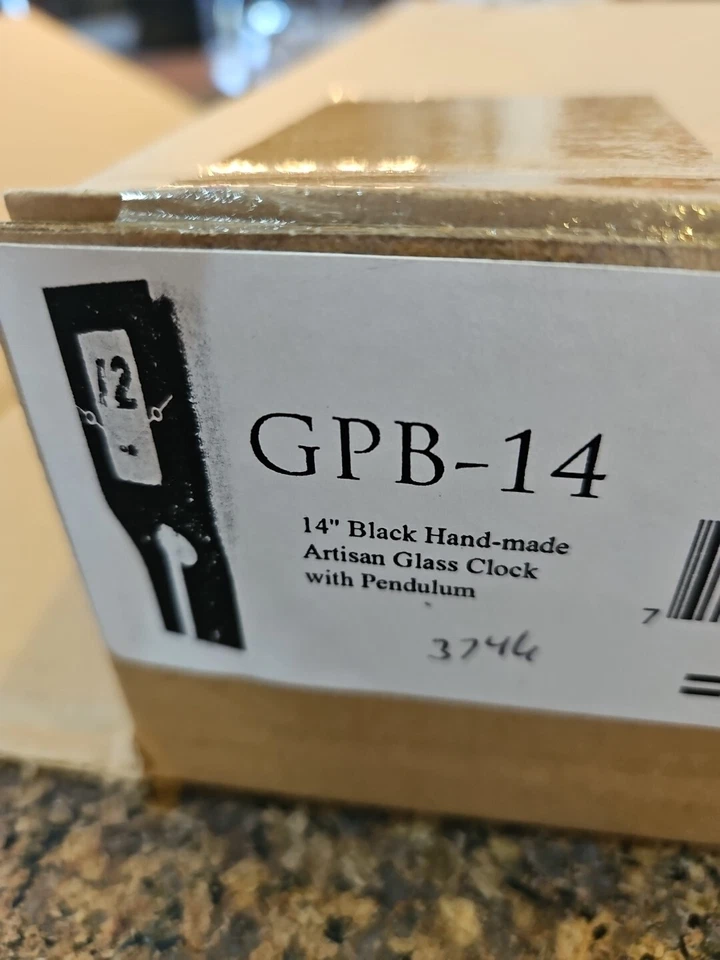 12
GPB-14
14" Black Hand-made
Artisan Glass Clock
with Pendulum
3746
7